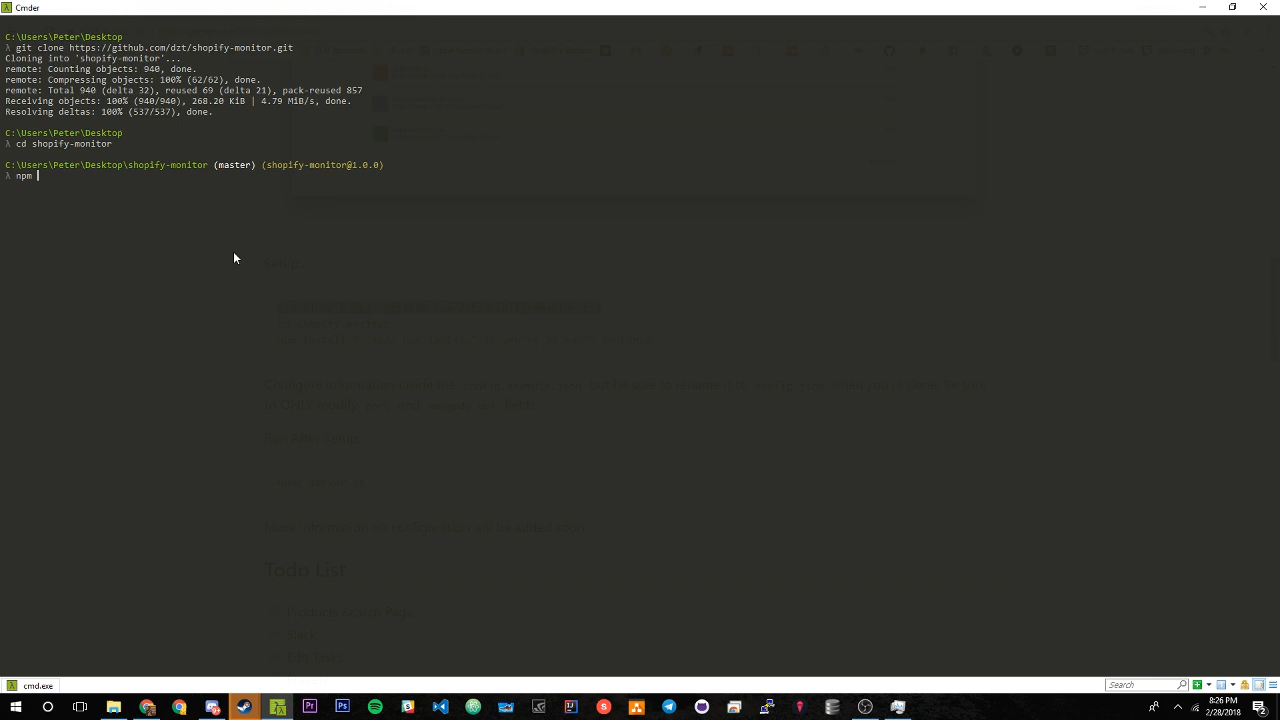 Cmder
C:\Users\Peter\Desktop
λ git clone https://github.com/dzt/shopify-monitor.git
Cloning into 'shopify-monitor'...
remote: Counting objects: 940, done.
remote: Compressing objects: 100% (62/62), done.
remote: Total 940 (delta 32), reused 69 (delta 21), pack-reused 857
Receiving objects: 100% (940/940), 268.20 KiB | 4.79 MiB/s, done.
Resolving deltas: 100% (537/537), done.
C:\Users\Peter\Desktop
λ cd shopify-monitor
C:\Users\Peter\Desktop\shopify-monitor (master) (shopify-monitor@1.0.0)
λ npm
Setup
Todo List
Slack
cmd.exe
Search
8:26 PM
2/28/2018